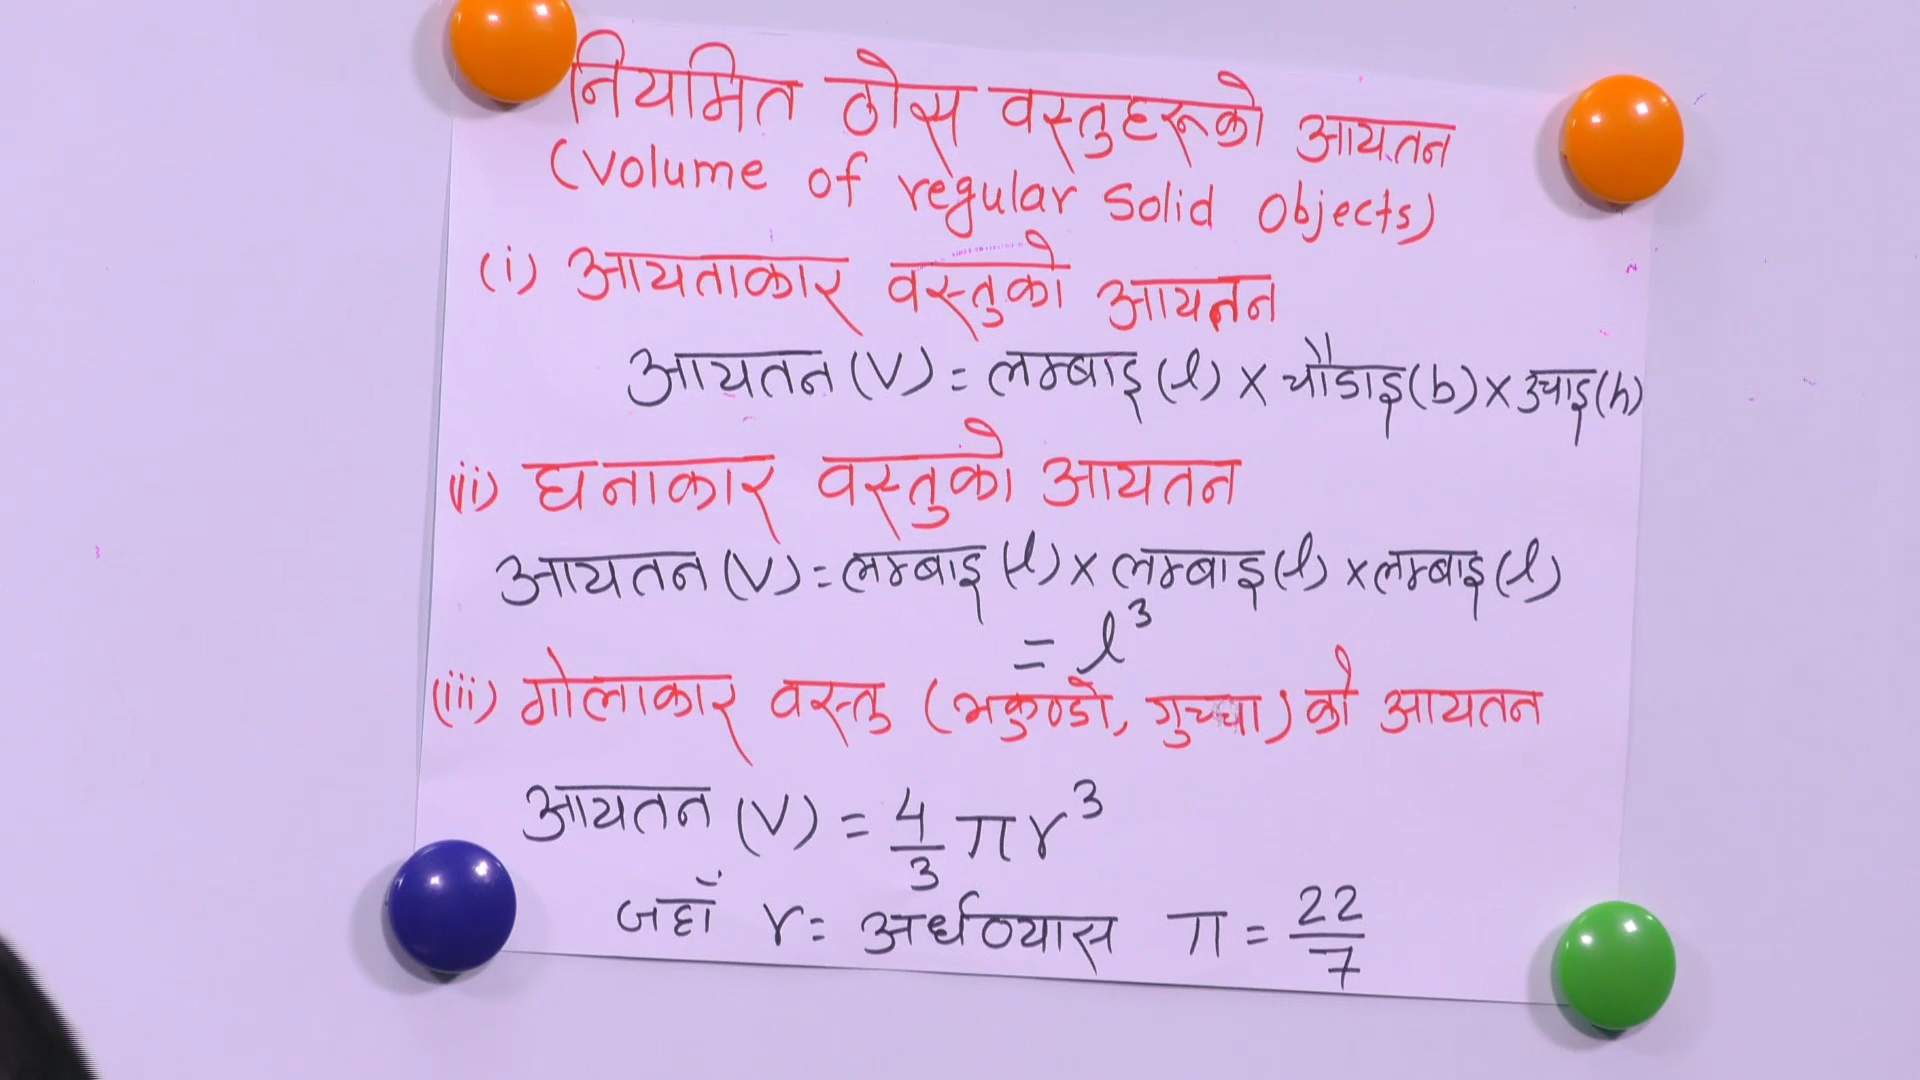 नियमित ठोस वस्तुहरूको आयतन
(Volume of regular solid objects)
(i) आयताकार वस्तुको आयतन
आयतन (V) = लम्बाइ (l) × चौडाइ (b) × उचाइ (h)
(ii) घनाकार वस्तुको आयतन
आयतन (V) = लम्बाइ (l) × लम्बाइ (l) × लम्बाइ (l)
= l³
(iii) गोलाकार वस्तु (भकुण्डो, गुच्चा) को आयतन
आयतन (V) = 4/3 πr³
जहाँ r = अर्धव्यास π = 22/7